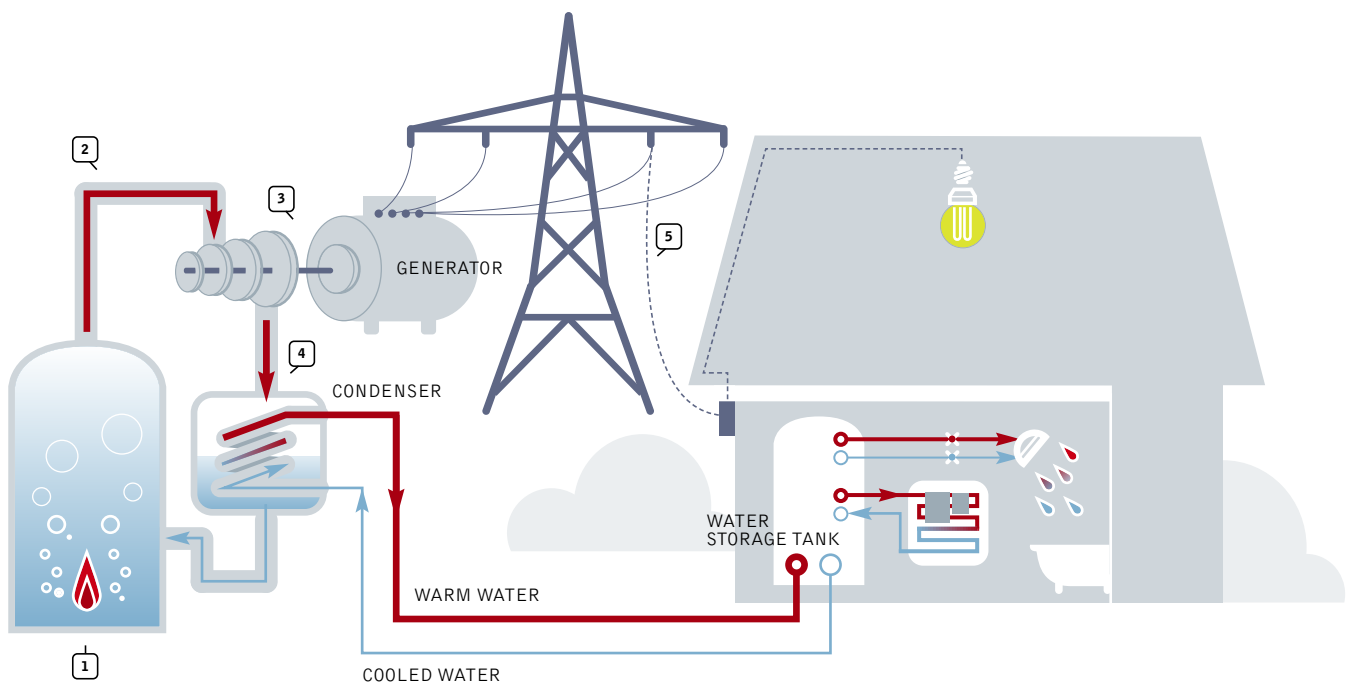 2
3
GENERATOR
5
4
CONDENSER
WATER
STORAGE TANK
WARM WATER
1
COOLED WATER